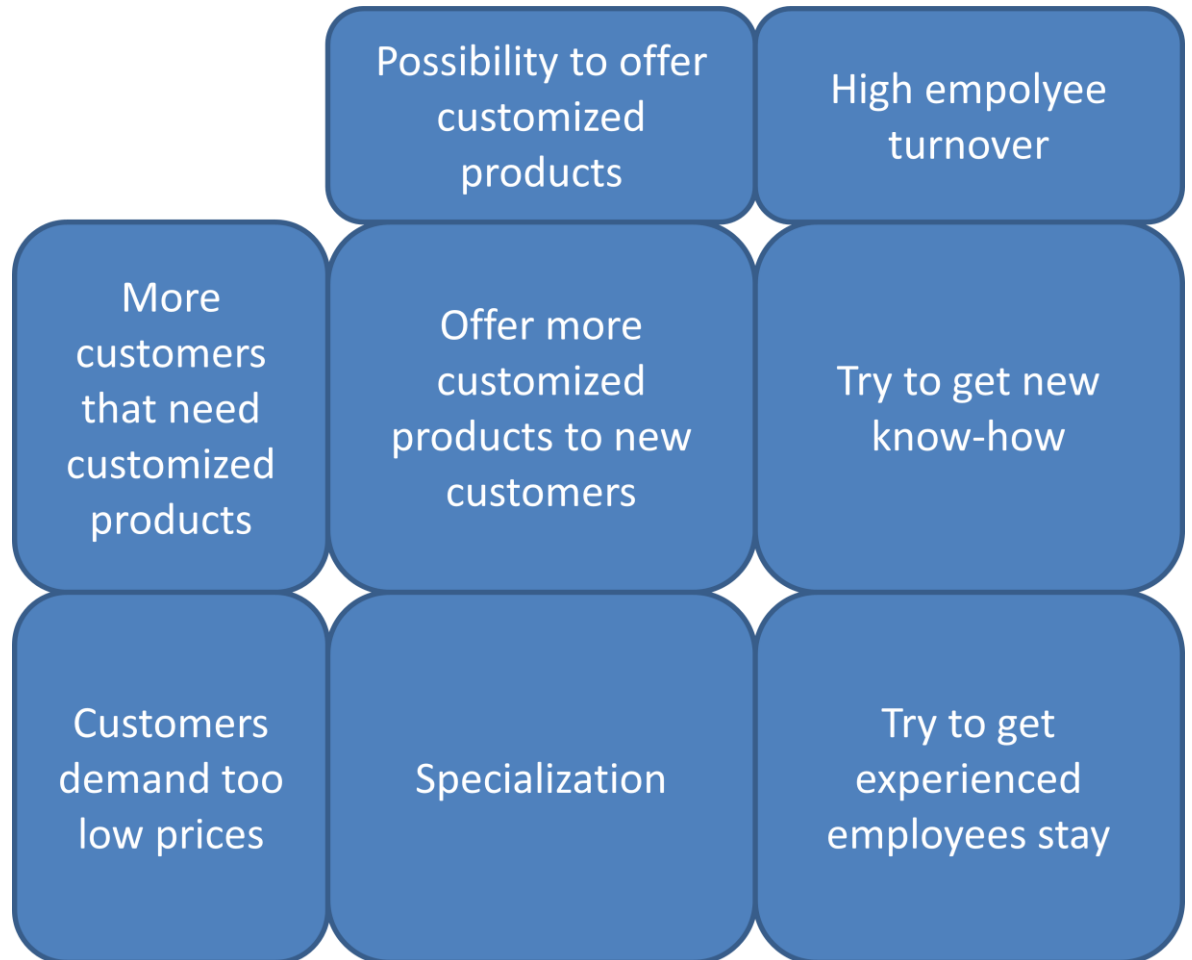 Possibility to offer
customized
products
High empolyee
turnover
More
customers
that need
customized
products
Offer more
customized
products to new
customers
Try to get new
know-how
Customers
demand too
low prices
Specialization
Try to get
experienced
employees stay